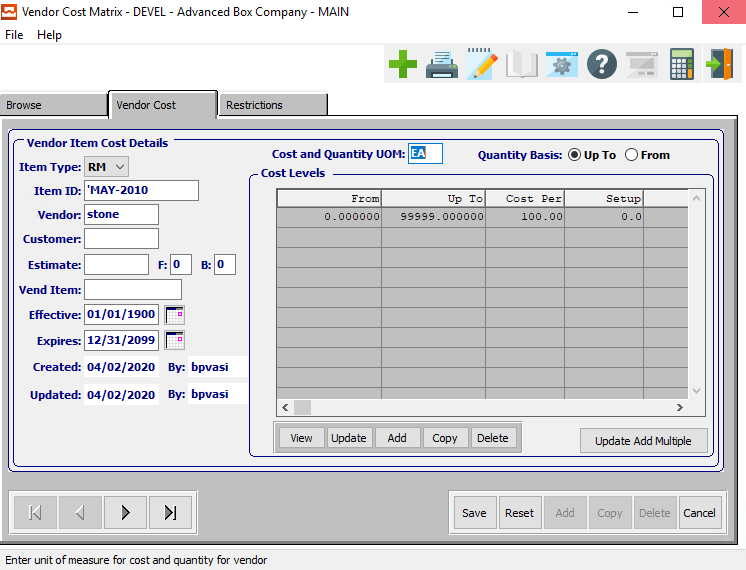 Vendor Cost Matrix - DEVEL - Advanced Box Company - MAIN
File Help
Browse
Vendor Cost
Restrictions
Vendor Item Cost Details
Item Type: RM
Item ID: 'MAY-2010
Vendor: stone
Customer:
Estimate: F: 0 B: 0
Vend Item:
Effective: 01/01/1900
Expires: 12/31/2099
Created: 04/02/2020 By: bpvasi
Updated: 04/02/2020 By: bpvasi
Cost and Quantity UOM: EA
Quantity Basis: Up To From
Cost Levels
From Up To Cost Per Setup
0.000000 99999.000000 100.00 0.0
View Update Add Copy Delete
Update Add Multiple
Save Reset Add Copy Delete Cancel
Enter unit of measure for cost and quantity for vendor